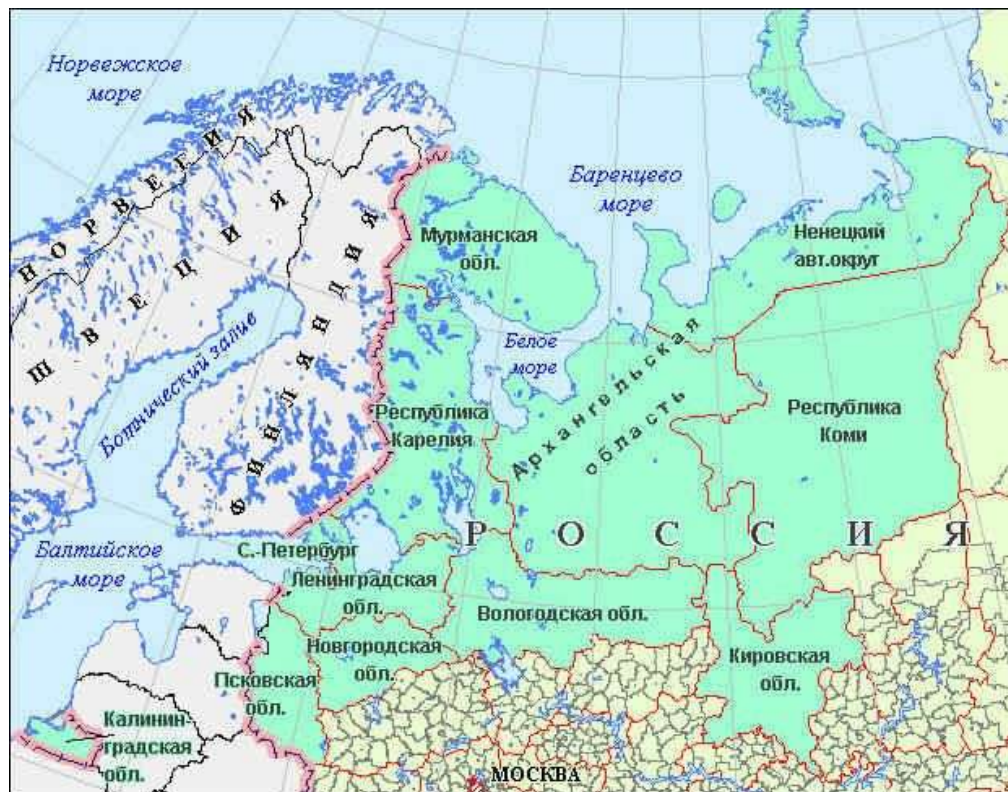 Норвежское
море
НОРВЕГИЯ
ШВЕЦИЯ
ФИНЛЯНДИЯ
Баренцево
море
Мурманская
обл.
Ненецкий
авт.округ
Ботнический залив
Белое
море
Архангельская
область
Республика
Карелия
Республика
Коми
РОССИЯ
Балтийское
море
С.-Петербург
Ленинградская
обл.
Вологодская обл.
Новгородская
обл.
Кировская
обл.
Псковская
обл.
Калинин-
градская
обл.
МОСКВА